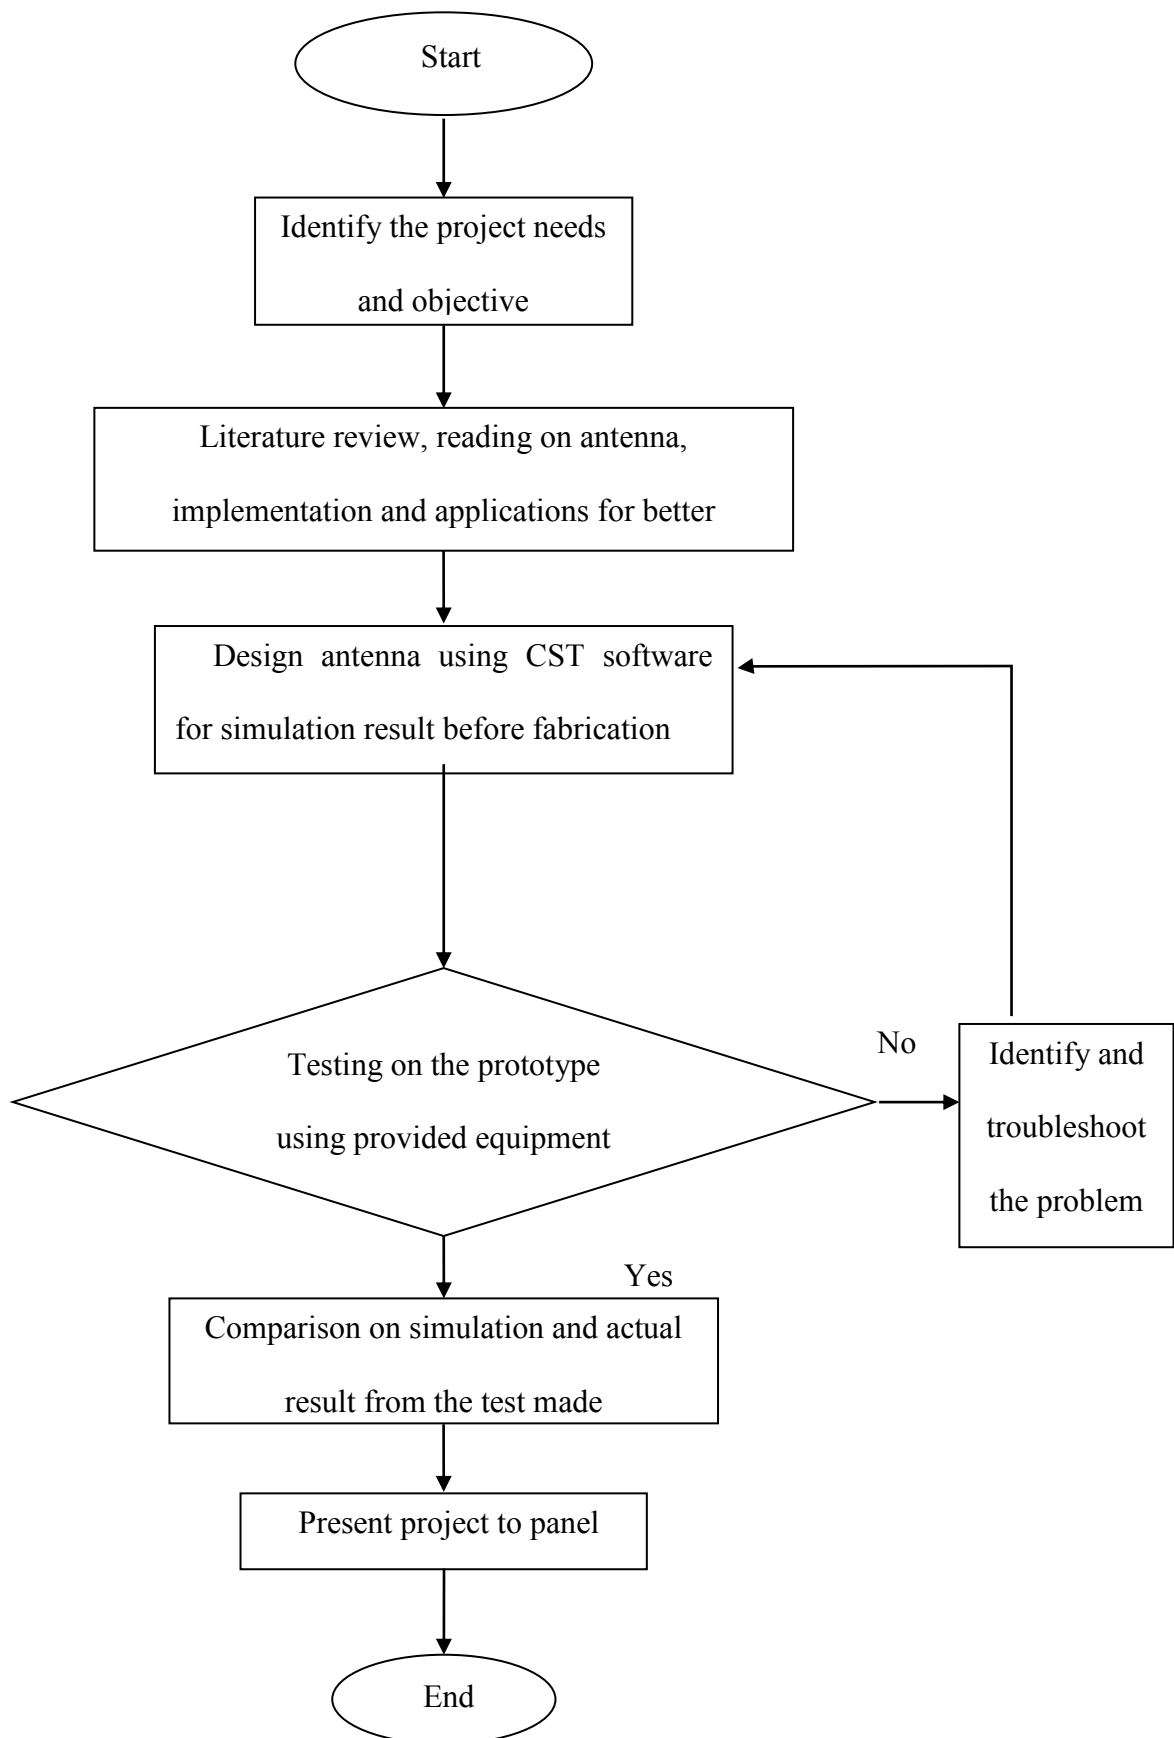 Start
Identify the project needs
and objective
Literature review, reading on antenna,
implementation and applications for better
Design antenna using CST software
for simulation result before fabrication
Testing on the prototype
using provided equipment
No
Identify and
troubleshoot
the problem
Yes
Comparison on simulation and actual
result from the test made
Present project to panel
End